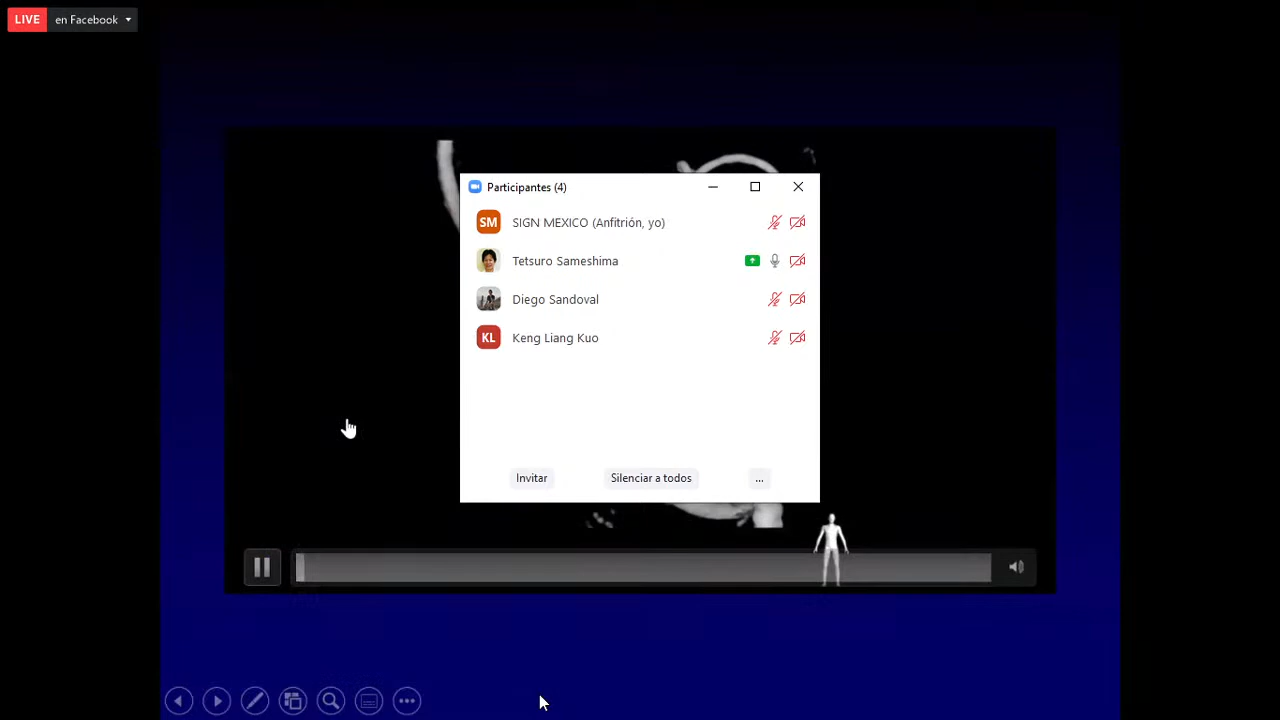 LIVE en Facebook
Participantes (4)
SM SIGN MEXICO (Anfitrión, yo)
Tetsuro Sameshima
Diego Sandoval
KL Keng Liang Kuo
Invitar Silenciar a todos ...